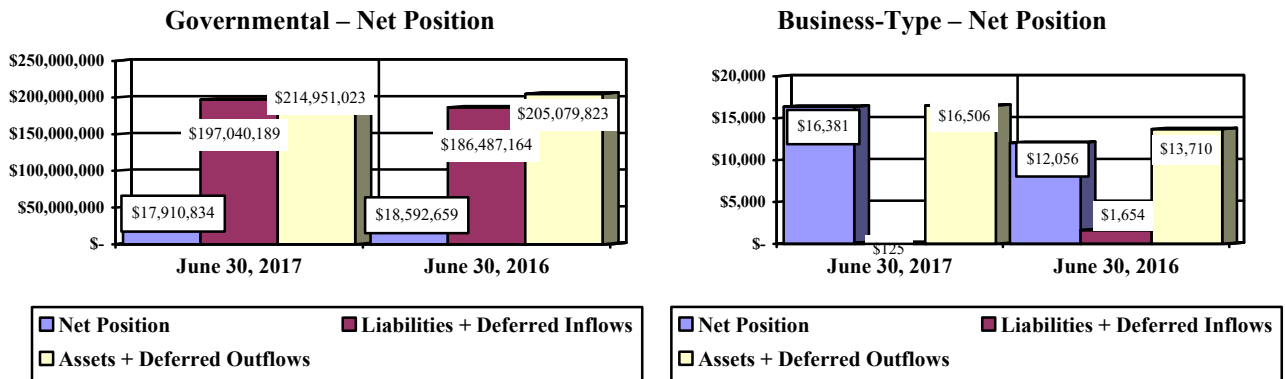 Governmental – Net Position
$250,000,000
$200,000,000
$150,000,000
$100,000,000
$50,000,000
$-
$17,910,834
$197,040,189
$214,951,023
$18,592,659
$186,487,164
$205,079,823
June 30, 2017
June 30, 2016
Net Position
Liabilities + Deferred Inflows
Assets + Deferred Outflows
Business-Type – Net Position
$20,000
$15,000
$10,000
$5,000
$-
$16,381
$125
$16,506
$12,056
$1,654
$13,710
June 30, 2017
June 30, 2016
Net Position
Liabilities + Deferred Inflows
Assets + Deferred Outflows